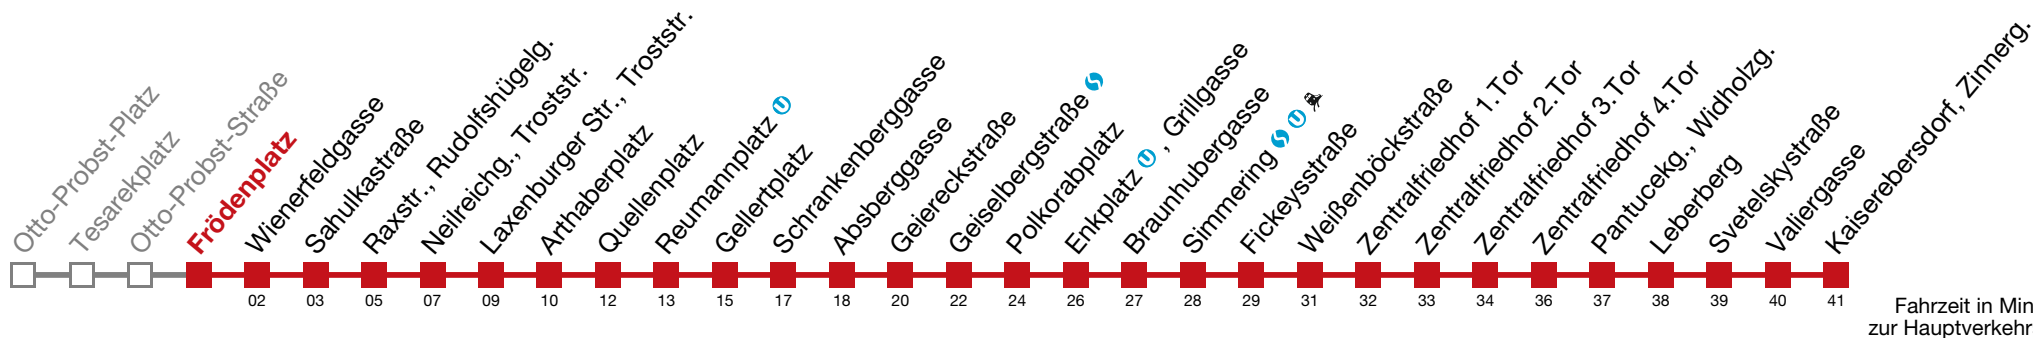 Otto-Probst-Platz
Tesarekplatz
Otto-Probst-Straße
Frödenplatz
Wienerfeldgasse
Sahulkastraße
Raxstr., Rudolfshügelg.
Neilreichg., Troststr.
Laxenburger Str., Troststr.
Arthaberplatz
Quellenplatz
Reumannplatz U
Gellertplatz
Schrankenberggasse
Absberggasse
Geiereckstraße
Geiselbergstraße S
Polkorabplatz
Enkplatz U , Grillgasse
Braunhubergasse
Simmering S U
Fickeysstraße
Weißenböckstraße
Zentralfriedhof 1.Tor
Zentralfriedhof 2.Tor
Zentralfriedhof 3.Tor
Zentralfriedhof 4.Tor
Pantucekg., Widholzg.
Leberberg
Svetelskystraße
Valiergasse
Kaiserebersdorf, Zinnerg.
02 03 05 07 09 10 12 13 15 17 18 20 22 24 26 27 28 29 31 32 33 34 36 37 38 39 40 41
Fahrzeit in Min
zur Hauptverkehr